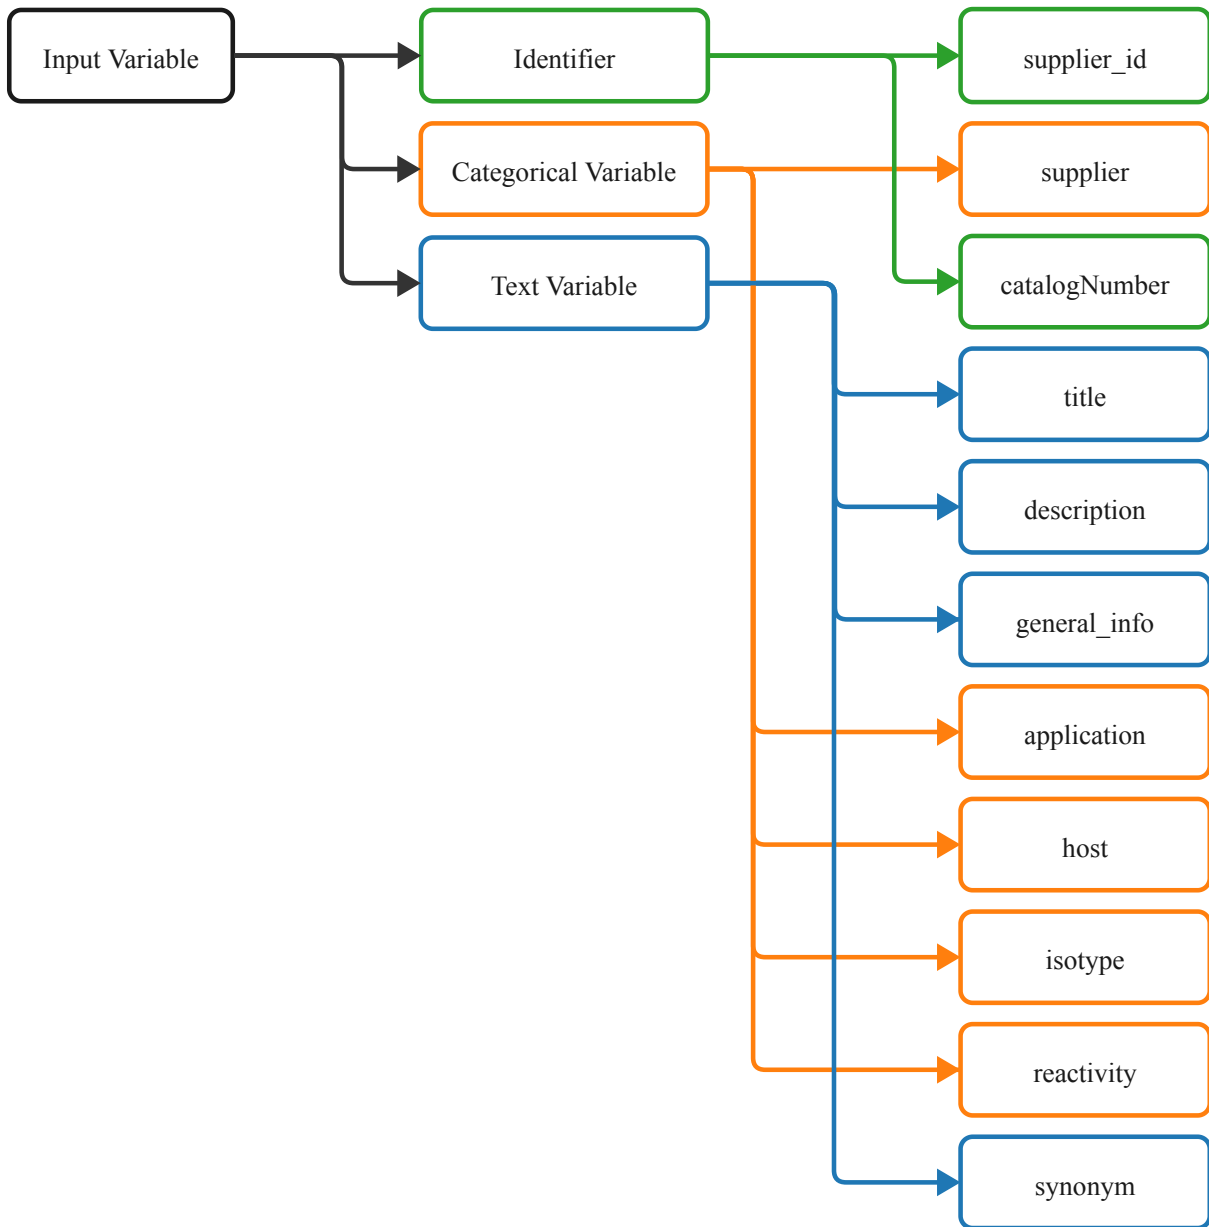 Input Variable
Identifier
supplier_id
Categorical Variable
supplier
Text Variable
catalogNumber
title
description
general_info
application
host
isotype
reactivity
synonym